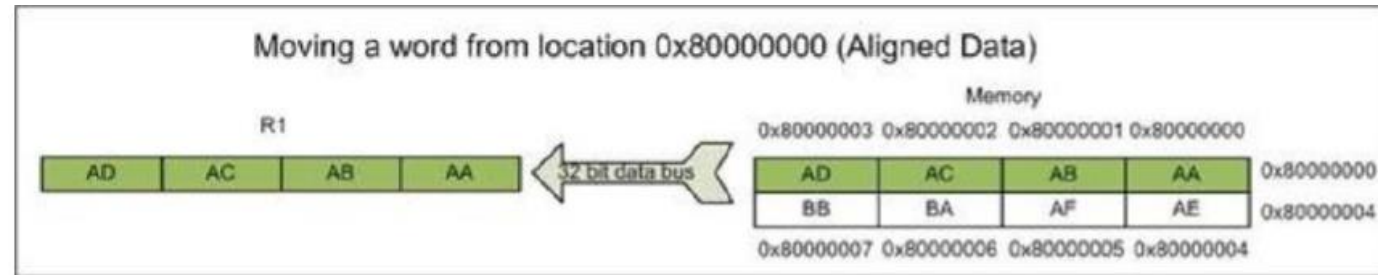 Moving a word from location 0x80000000 (Aligned Data)
Memory
R1
0x80000003 0x80000002 0x80000001 0x80000000
AD AC AB AA
32 bit data bus
AD AC AB AA 0x80000000
BB BA AF AE 0x80000004
0x80000007 0x80000006 0x80000005 0x80000004